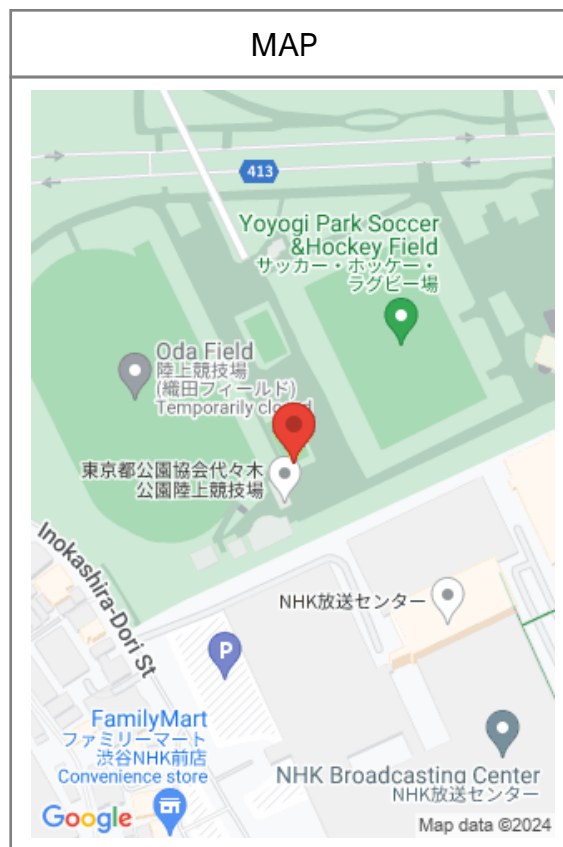 MAP
413
Yoyogi Park Soccer
&Hockey Field
サッカー・ホッケー・
ラグビー場
Oda Field
陸上競技場
(織田フィールド)
Temporarily closed
東京都公園協会代々木
公園陸上競技場
Inokashira-Dori St
NHK放送センター
P
FamilyMart
ファミリーマート
渋谷NHK前店
Convenience store
NHK Broadcasting Center
NHK放送センター
Google
Map data ©2024